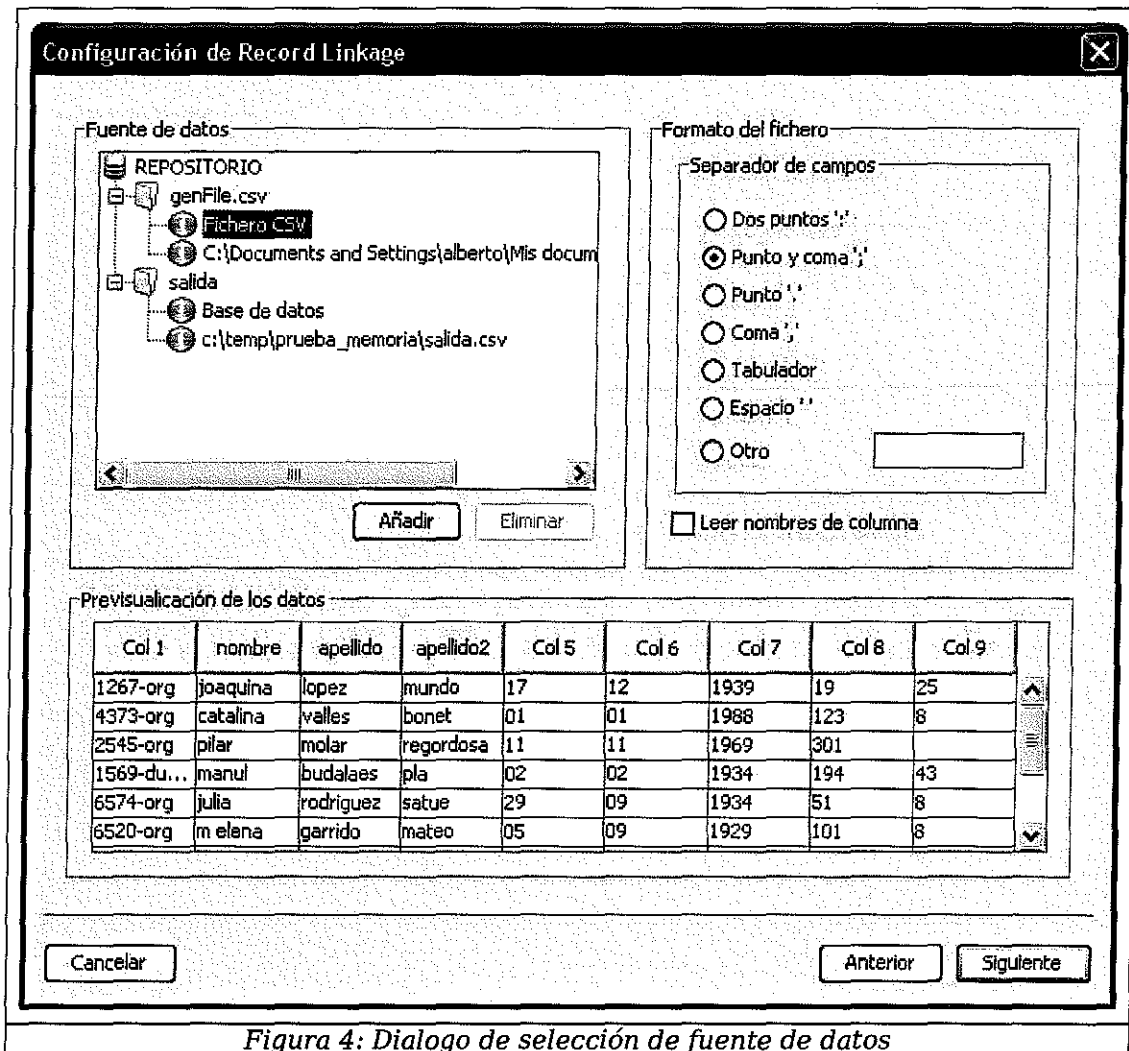 Configuración de Record Linkage
Fuente de datos
REPOSITORIO
genFile.csv
Fichero CSV
C:\Documents and Settings\alberto\Mis docum
salida
Base de datos
c:\temp\prueba_memoria\salida.csv
Añadir
Eliminar
Formato del fichero
Separador de campos
Dos puntos ':'
Punto y coma ';'
Punto '.'
Coma ','
Tabulador
Espacio ' '
Otro
Leer nombres de columna
Previsualicación de los datos
Col 1 nombre apellido apellido2 Col 5 Col 6 Col 7 Col 8 Col 9
1267-org joaquina lopez mundo 17 12 1939 19 25
4373-org catalina valles bonet 01 01 1988 123 8
2545-org pilar molar regordosa 11 11 1969 301
1569-du... manul budalaes pla 02 02 1934 194 43
6574-org julia rodriguez satue 29 09 1934 51 8
6520-org m elena garrido mateo 05 09 1929 101 8
Cancelar
Anterior
Siguiente
Figura 4: Dialogo de selección de fuente de datos